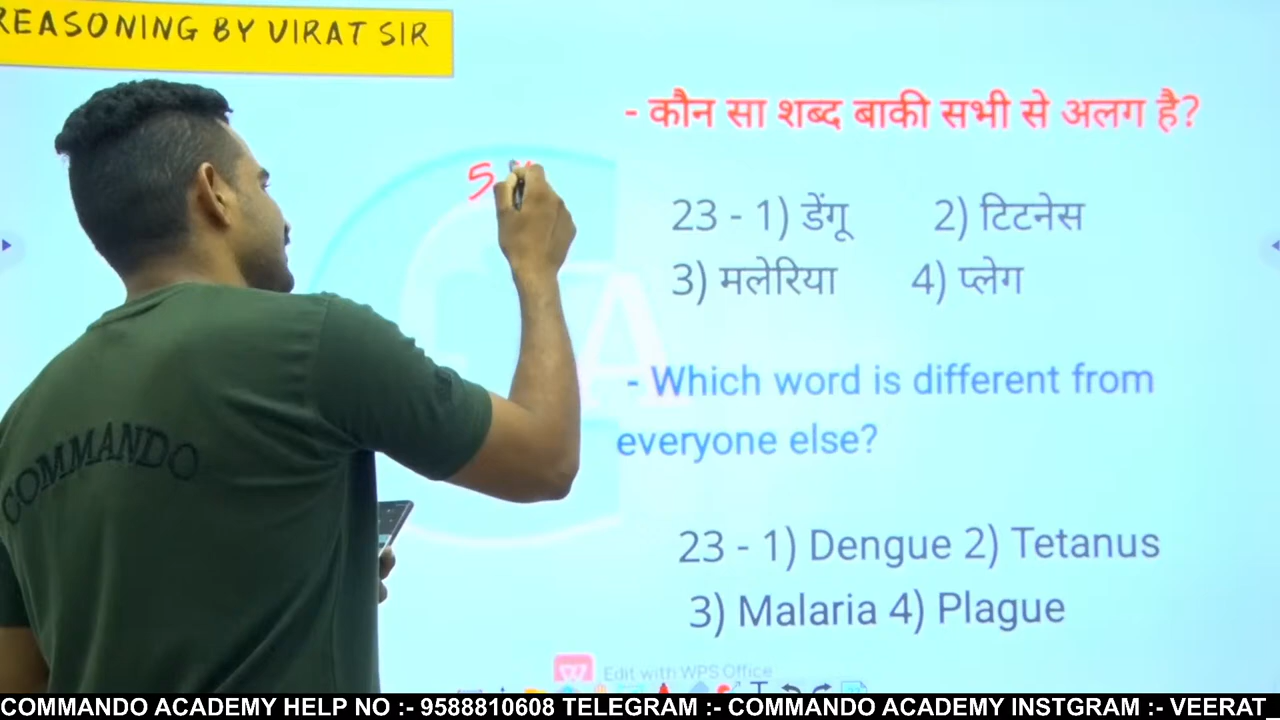 REASONING BY VIRAT SIR
- कौन सा शब्द बाकी सभी से अलग है?
23 - 1) डेंगू 2) टिटनेस
3) मलेरिया 4) प्लेग
- Which word is different from
everyone else?
23 - 1) Dengue 2) Tetanus
3) Malaria 4) Plague
COMMANDO
5
A
Edit with WPS Office
COMMANDO ACADEMY HELP NO :- 9588810608 TELEGRAM :- COMMANDO ACADEMY INSTGRAM :- VEERAT